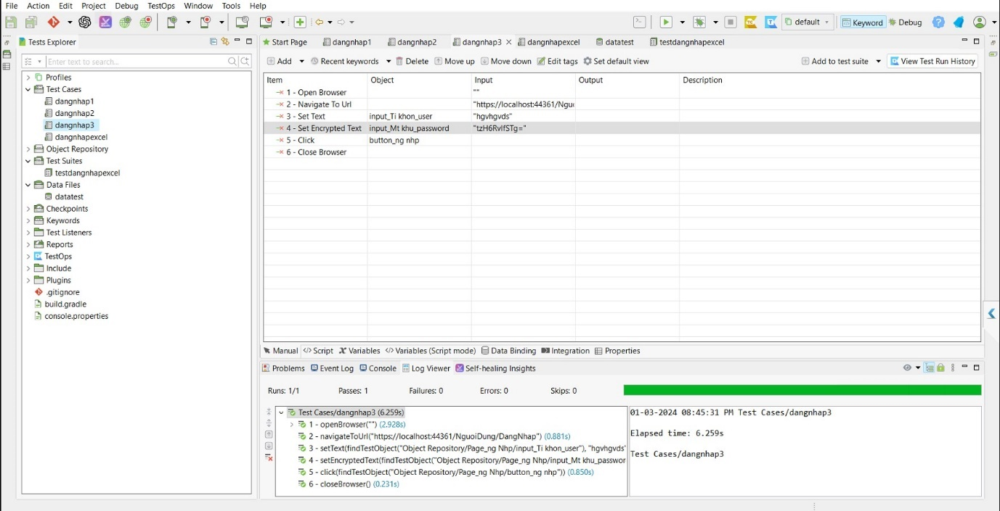 File Action Edit Project Debug TestOps Window Tools Help
default Keyword Debug
Tests Explorer
Enter text to search...
Profiles
Test Cases
dangnhap1
dangnhap2
dangnhap3
dangnhapexcel
Object Repository
Test Suites
testdangnhapexcel
Data Files
datatest
Checkpoints
Keywords
Test Listeners
Reports
TestOps
Include
Plugins
.gitignore
build.gradle
console.properties
Start Page dangnhap1 dangnhap2 dangnhap3 dangnhapexcel datatest testdangnhapexcel
Add Recent keywords Delete Move up Move down Edit tags Set default view Add to test suite View Test Run History
Item Object Input Output Description
1 - Open Browser ""
2 - Navigate To Url "https://localhost:44361/Nguoi
3 - Set Text input_Ti khon_user "hgvhgvds"
4 - Set Encrypted Text input_Mt khu_password "tzH6RvlfSTg="
5 - Click button_ng nhp
6 - Close Browser
Manual Script Variables Variables (Script mode) Data Binding Integration Properties
Problems Event Log Console Log Viewer Self-healing Insights
Runs: 1/1 Passes: 1 Failures: 0 Errors: 0 Skips: 0
Test Cases/dangnhap3 (6.259s)
1 - openBrowser("") (2.928s)
2 - navigateToUrl("https://localhost:44361/NguoiDung/DangNhap") (0.881s)
3 - setText(findTestObject("Object Repository/Page_ng Nhp/input_Ti khon_user"), "hgvhgvds"
4 - setEncryptedText(findTestObject("Object Repository/Page_ng Nhp/input_Mt khu_passwor
5 - click(findTestObject("Object Repository/Page_ng Nhp/button_ng nhp")) (0.850s)
6 - closeBrowser() (0.231s)
01-03-2024 08:45:31 PM Test Cases/dangnhap3
Elapsed time: 6.259s
Test Cases/dangnhap3